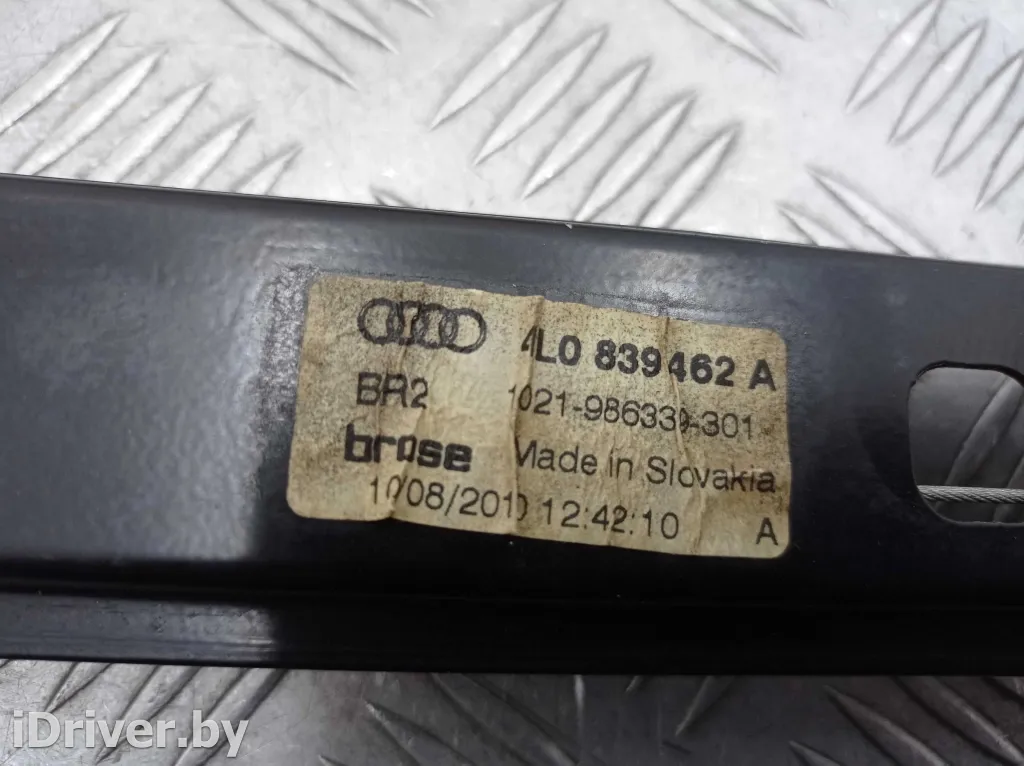 4L0 839462 A
BR2 1021-986339-301
brose Made in Slovakia
10/08/2010 12:42:10 A
iDriver.by